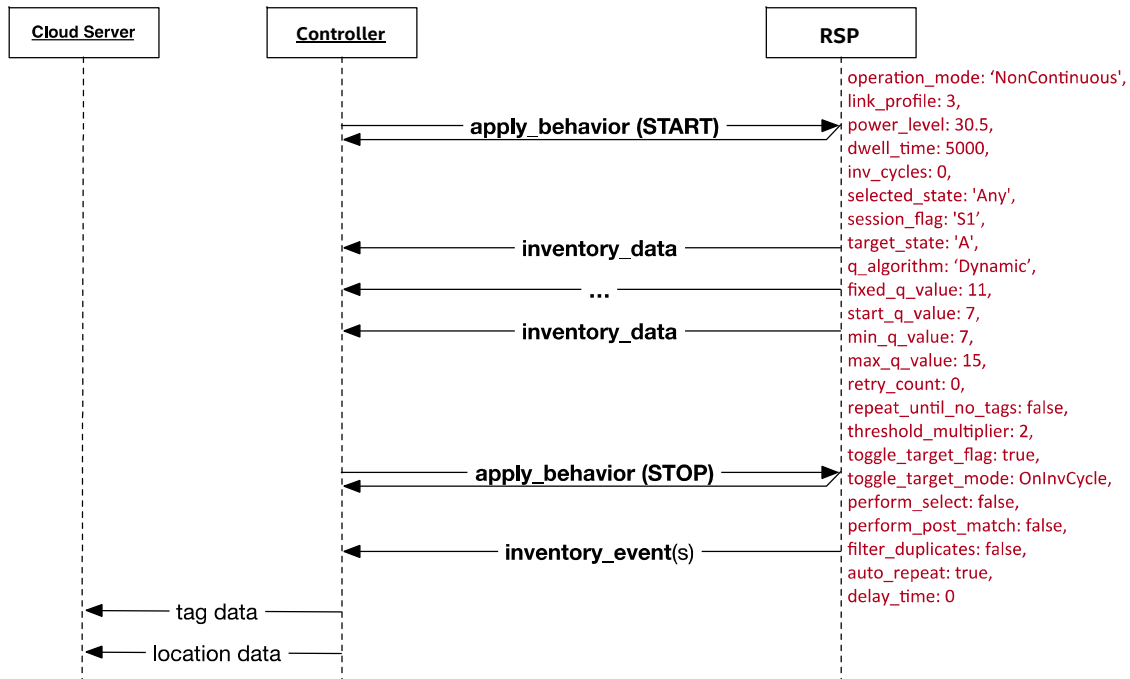 Cloud Server
Controller
RSP
operation_mode: ‘NonContinuous',
link_profile: 3,
apply_behavior (START)
power_level: 30.5,
dwell_time: 5000,
inv_cycles: 0,
selected_state: 'Any',
session_flag: 'S1’,
inventory_data
target_state: 'A',
q_algorithm: ‘Dynamic’,
...
fixed_q_value: 11,
start_q_value: 7,
inventory_data
min_q_value: 7,
max_q_value: 15,
retry_count: 0,
repeat_until_no_tags: false,
threshold_multiplier: 2,
toggle_target_flag: true,
apply_behavior (STOP)
toggle_target_mode: OnInvCycle,
perform_select: false,
perform_post_match: false,
inventory_event(s)
filter_duplicates: false,
auto_repeat: true,
delay_time: 0
tag data
location data